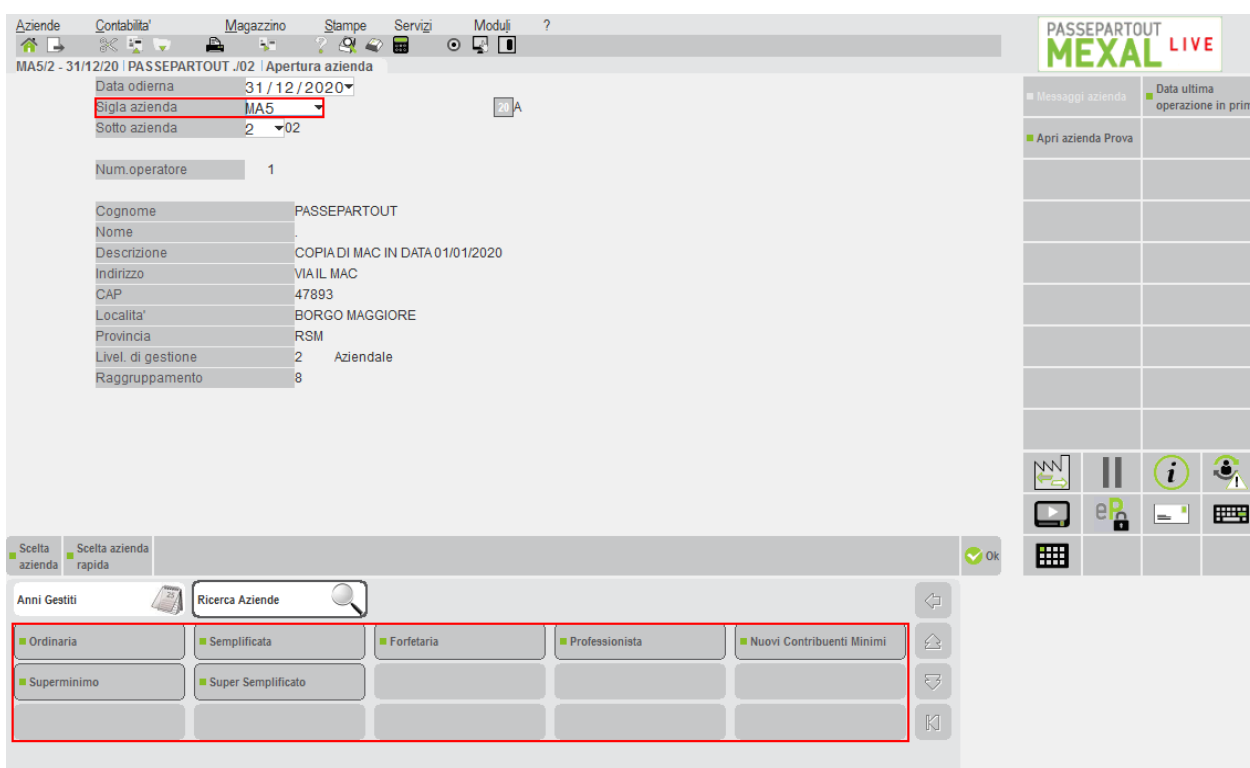 Aziende Contabilita' Magazzino Stampe Servizi Moduli ?
MA5/2 - 31/12/20 | PASSEPARTOUT ./02 | Apertura azienda
PASSEPARTOUT
MEXAL LIVE
Data odierna 31/12/2020
Sigla azienda MA5 20 A
Sotto azienda 2 02
Num.operatore 1
Cognome PASSEPARTOUT
Nome .
Descrizione COPIA DI MAC IN DATA 01/01/2020
Indirizzo VIA IL MAC
CAP 47893
Localita' BORGO MAGGIORE
Provincia RSM
Livel. di gestione 2 Aziendale
Raggruppamento 8
Messaggi azienda
Data ultima
operazione in prim
Apri azienda Prova
i
eP
Scelta
azienda
Scelta azienda
rapida
Ok
Anni Gestiti
25
Ricerca Aziende
Ordinaria Semplificata Forfetaria Professionista Nuovi Contribuenti Minimi
Superminimo Super Semplificato